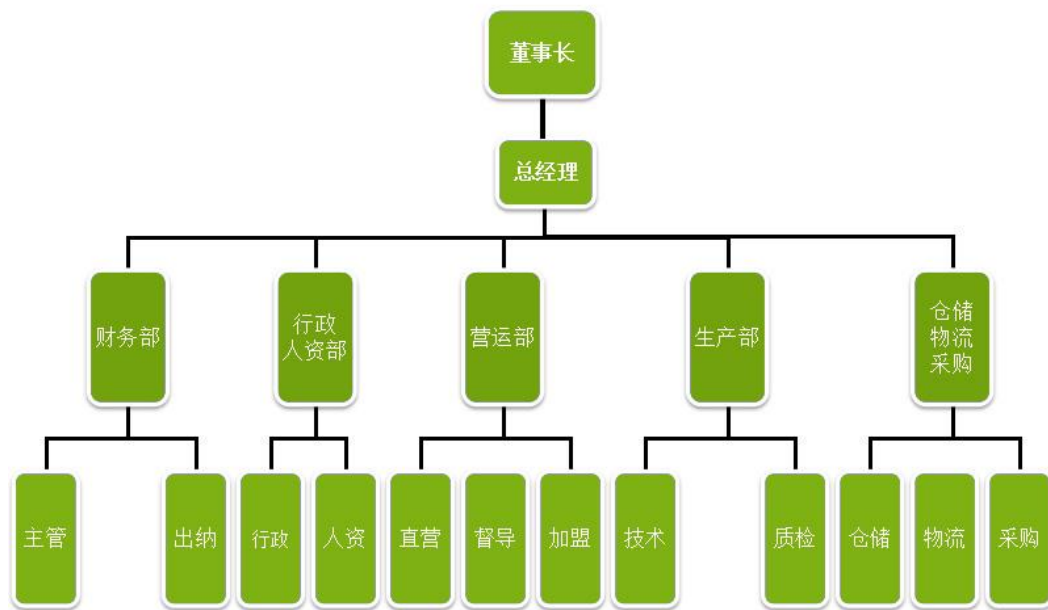 董事长
总经理
财务部
行政
人资部
营运部
生产部
仓储
物流
采购
主管
出纳
行政
人资
直营
督导
加盟
技术
质检
仓储
物流
采购